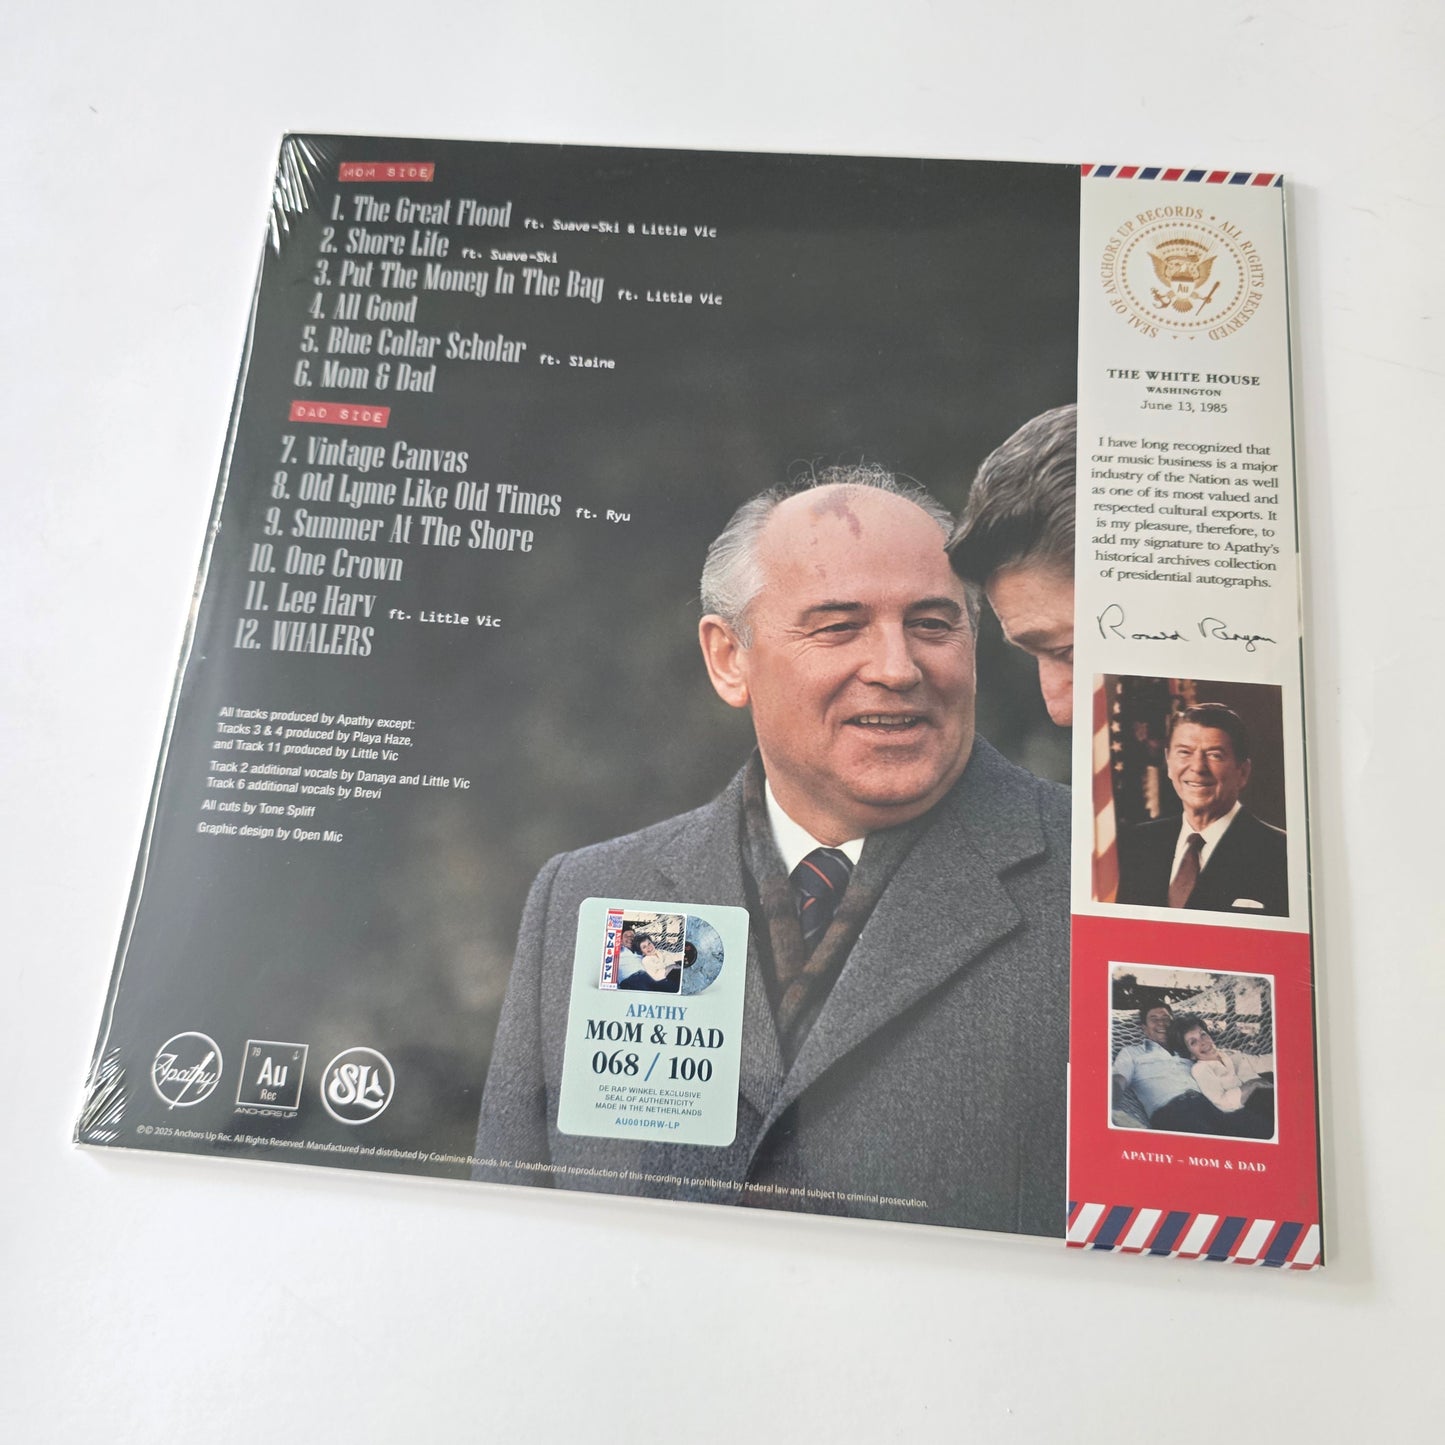 MOM SIDE
1. The Great Flood ft. Suave-Ski & Little Vic
2. Shore Life ft. Suave-Ski
3. Put The Money In The Bag ft. Little Vic
4. All Good
5. Blue Collar Scholar ft. Slaine
6. Mom & Dad
DAD SIDE
7. Vintage Canvas
8. Old Lyme Like Old Times ft. Ryu
9. Summer At The Shore
10. One Crown
11. Lee Harv ft. Little Vic
12. WHALERS
All tracks produced by Apathy except:
Tracks 3 & 4 produced by Playa Haze,
and Track 11 produced by Little Vic
Track 2 additional vocals by Danaya and Little Vic
Track 6 additional vocals by Brevi
All cuts by Tone Spliff
Graphic design by Open Mic
Apathy
79
Au
Rec
ANCHORS UP
SL
℗© 2025 Anchors Up Rec. All Rights Reserved. Manufactured and distributed by Coalmine Records, Inc. Unauthorized reproduction of this recording is prohibited by Federal law and subject to criminal prosecution.
マム&ダッド
APATHY
MOM & DAD
068 / 100
DE RAP WINKEL EXCLUSIVE
SEAL OF AUTHENTICITY
MADE IN THE NETHERLANDS
AU001DRW-LP
SEAL OF ANCHORS UP RECORDS • ALL RIGHTS RESERVED
Au
THE WHITE HOUSE
WASHINGTON
June 13, 1985
I have long recognized that
our music business is a major
industry of the Nation as well
as one of its most valued and
respected cultural exports. It
is my pleasure, therefore, to
add my signature to Apathy's
historical archives collection
of presidential autographs.
Ronald Reagan
APATHY – MOM & DAD